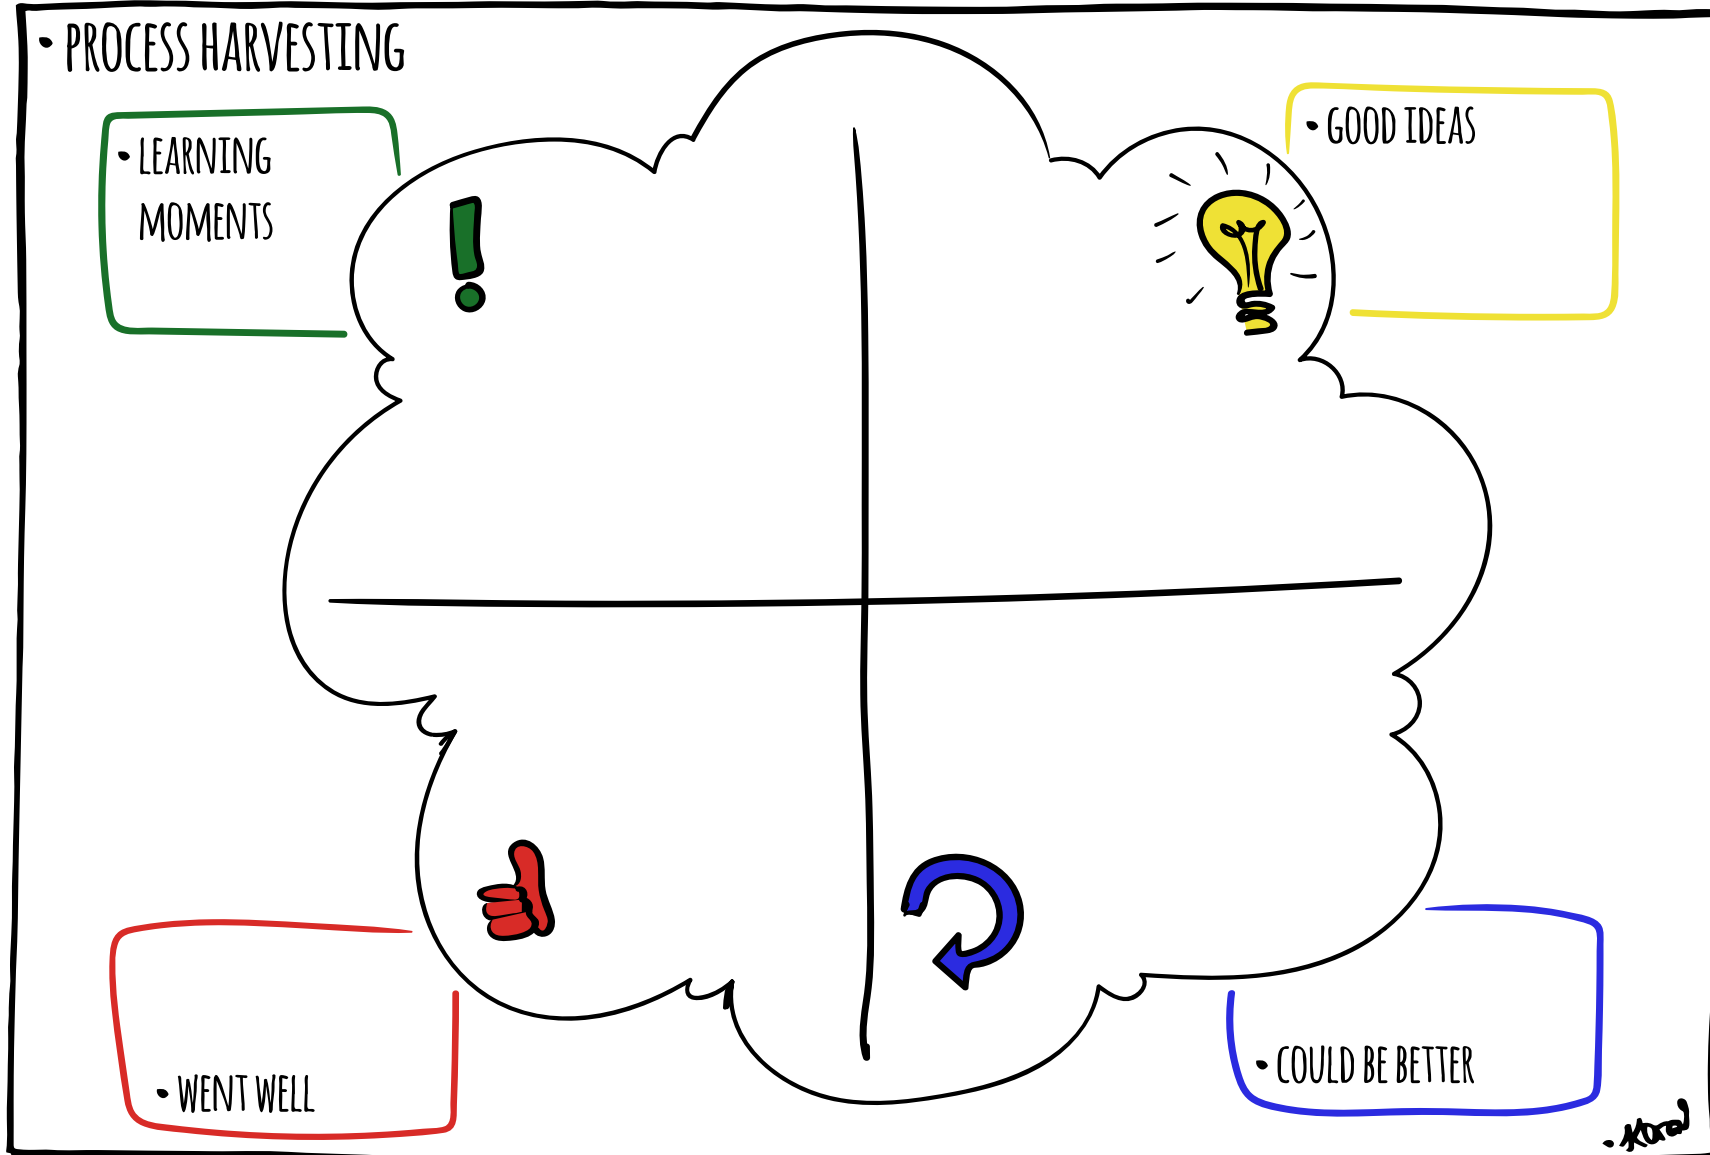 • PROCESS HARVESTING
• LEARNING
MOMENTS
• GOOD IDEAS
• WENT WELL
• COULD BE BETTER